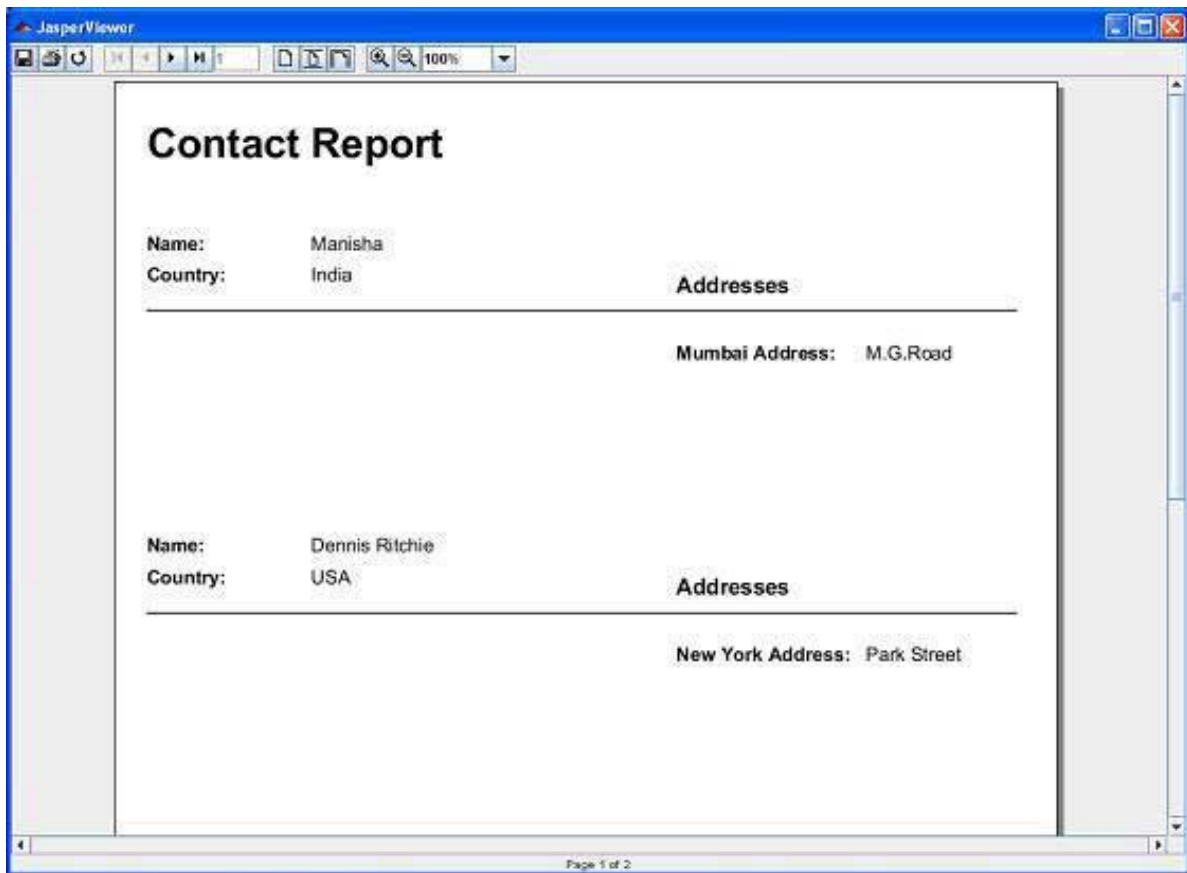 JasperViewer
1 100%
Contact Report
Name: Manisha
Country: India
Addresses
Mumbai Address: M.G.Road
Name: Dennis Ritchie
Country: USA
Addresses
New York Address: Park Street
Page 1 of 2